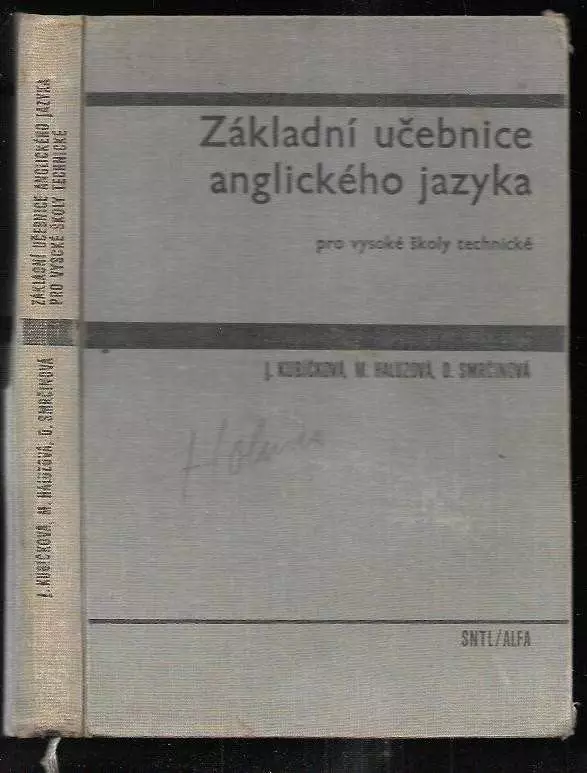 ZÁKLADNÍ UČEBNICE ANGLICKÉHO JAZYKA
PRO VYSOKÉ ŠKOLY TECHNICKÉ
J. KUBÍČKOVÁ, M. HALUZOVÁ, D. SMRČINOVÁ
Základní učebnice
anglického jazyka
pro vysoké školy technické
J. KUBÍČKOVÁ, M. HALUZOVÁ, D. SMRČINOVÁ
SNTL/ALFA